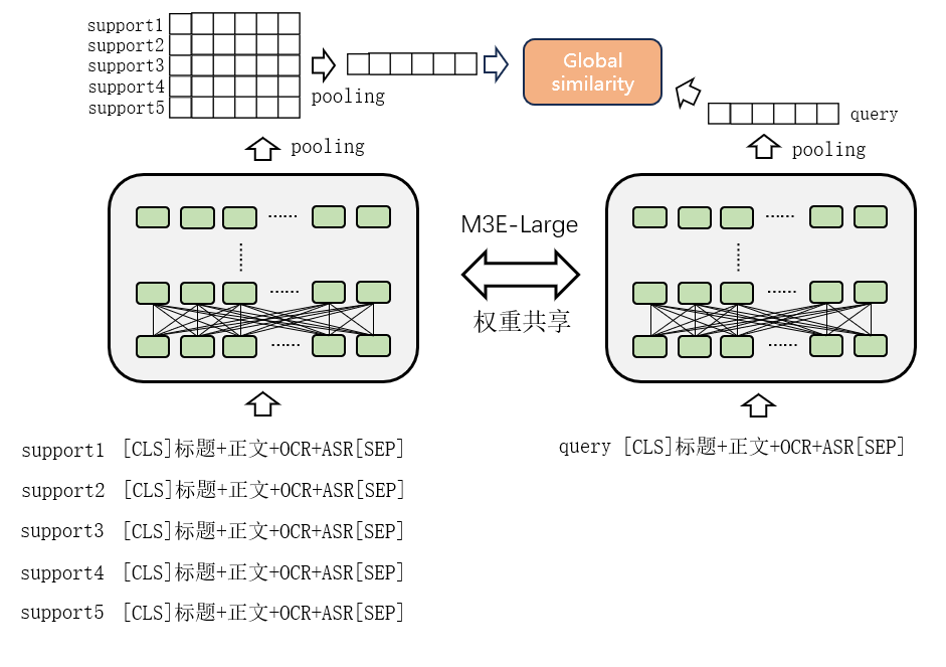 support1
support2
support3
support4
support5
pooling
Global
similarity
query
pooling
pooling
M3E-Large
权重共享
......
......
......
......
......
......
......
......
......
......
support1 [CLS]标题+正文+OCR+ASR[SEP]
support2 [CLS]标题+正文+OCR+ASR[SEP]
support3 [CLS]标题+正文+OCR+ASR[SEP]
support4 [CLS]标题+正文+OCR+ASR[SEP]
support5 [CLS]标题+正文+OCR+ASR[SEP]
query [CLS]标题+正文+OCR+ASR[SEP]